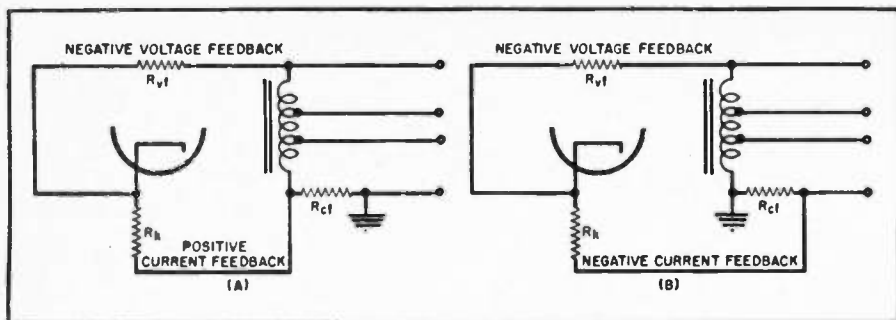 NEGATIVE VOLTAGE FEEDBACK
Rvf
Rcf
Rk
POSITIVE
CURRENT FEEDBACK
(A)
NEGATIVE VOLTAGE FEEDBACK
Rvf
Rcf
Rk
NEGATIVE CURRENT FEEDBACK
(B)